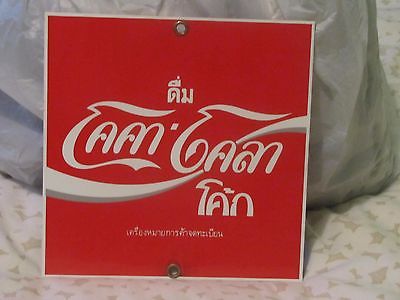 ดื่ม
โคคา-โคลา
โค้ก
เครื่องหมายการค้าจดทะเบียน